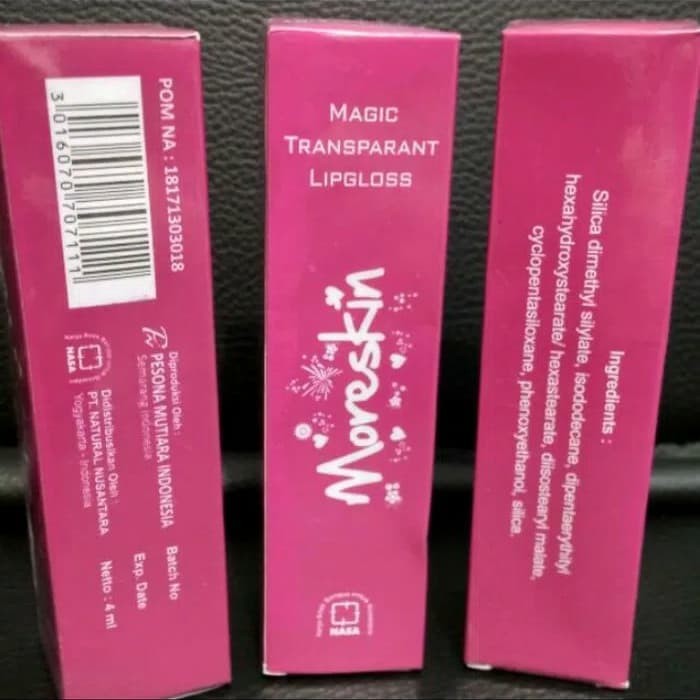 POM NA : 18171303018
3 016070 707111
Diproduksi Oleh :
PESONA MUTIARA INDONESIA
Semarang Indonesia
NASA
Didistribusikan Oleh :
PT. NATURAL NUSANTARA
Yogyakarta - Indonesia
Batch No
Exp. Date
Netto : 4 ml
MAGIC
TRANSPARANT
LIPGLOSS
Moreskin
NASA
Ingredients :
Silica dimethyl silylate, isododecane, dipentaerythityl
hexahydroxystearate/ hexastearate, diisostearyl malate,
cyclopentasiloxane, phenoxyethanol, silica.